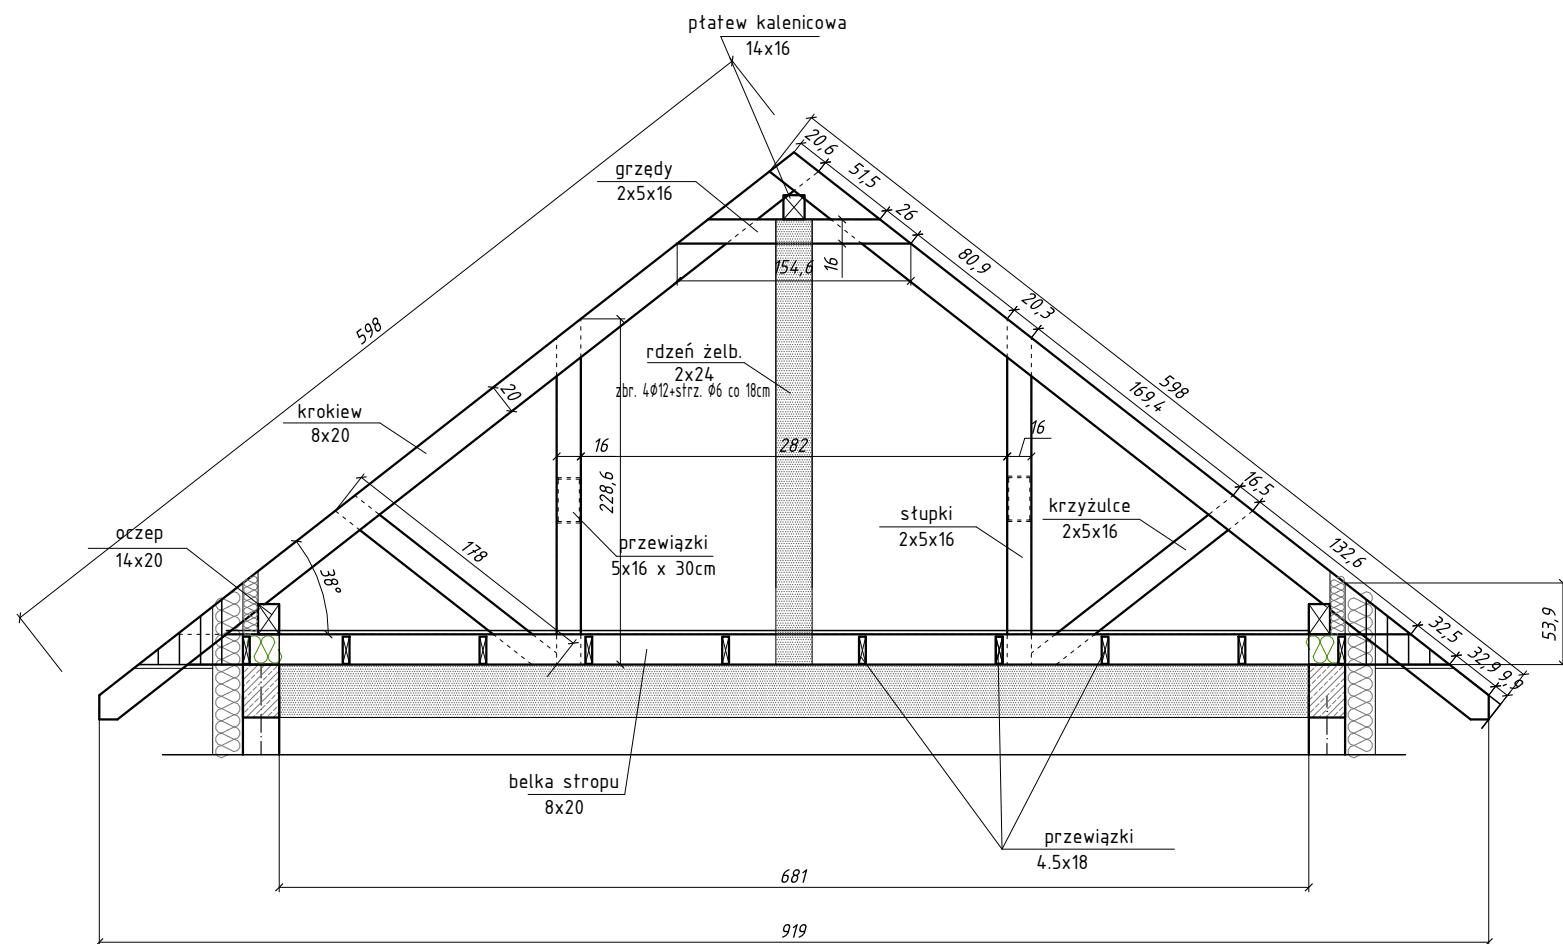 płatew kalenicowa
14x16
grzędy
2x5x16
20,6
51,5
26
80,9
20,3
598
154,6
16
598
169,4
rdzeń żelb.
2x24
zbr. 4Φ12+strz. Φ6 co 18cm
20
krokiew
8x20
16
282
16
228,6
16,5
słupki
2x5x16
krzyżulce
2x5x16
oczep
14x20
178
przewiązki
5x16 x 30cm
38°
132,6
53,9
32,5
32,9
9,9
belka stropu
8x20
przewiązki
4.5x18
681
919